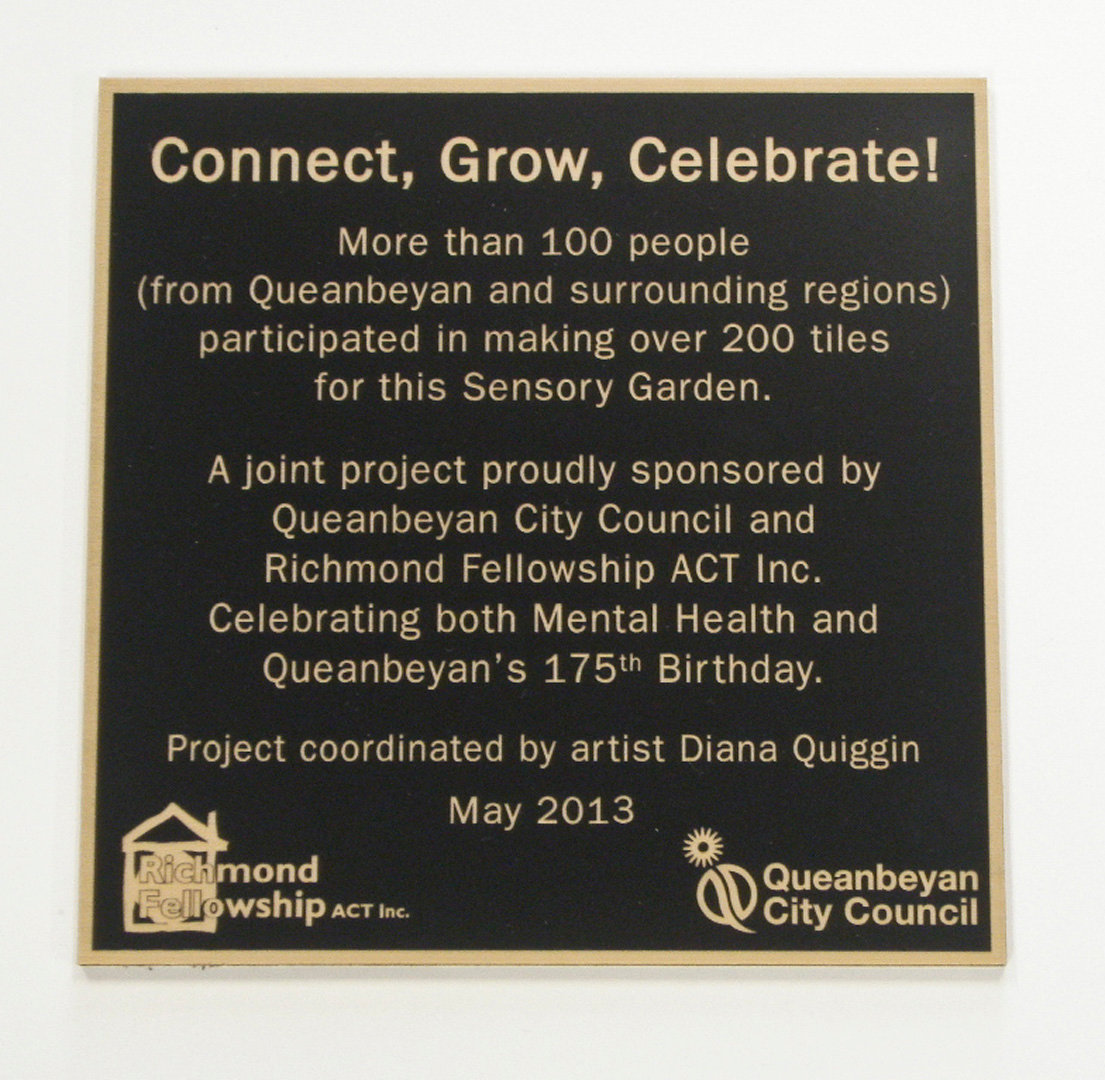 Connect, Grow, Celebrate!
More than 100 people
(from Queanbeyan and surrounding regions)
participated in making over 200 tiles
for this Sensory Garden.
A joint project proudly sponsored by
Queanbeyan City Council and
Richmond Fellowship ACT Inc.
Celebrating both Mental Health and
Queanbeyan's 175th Birthday.
Project coordinated by artist Diana Quiggin
May 2013
Richmond
Fellowship ACT Inc.
Queanbeyan
City Council